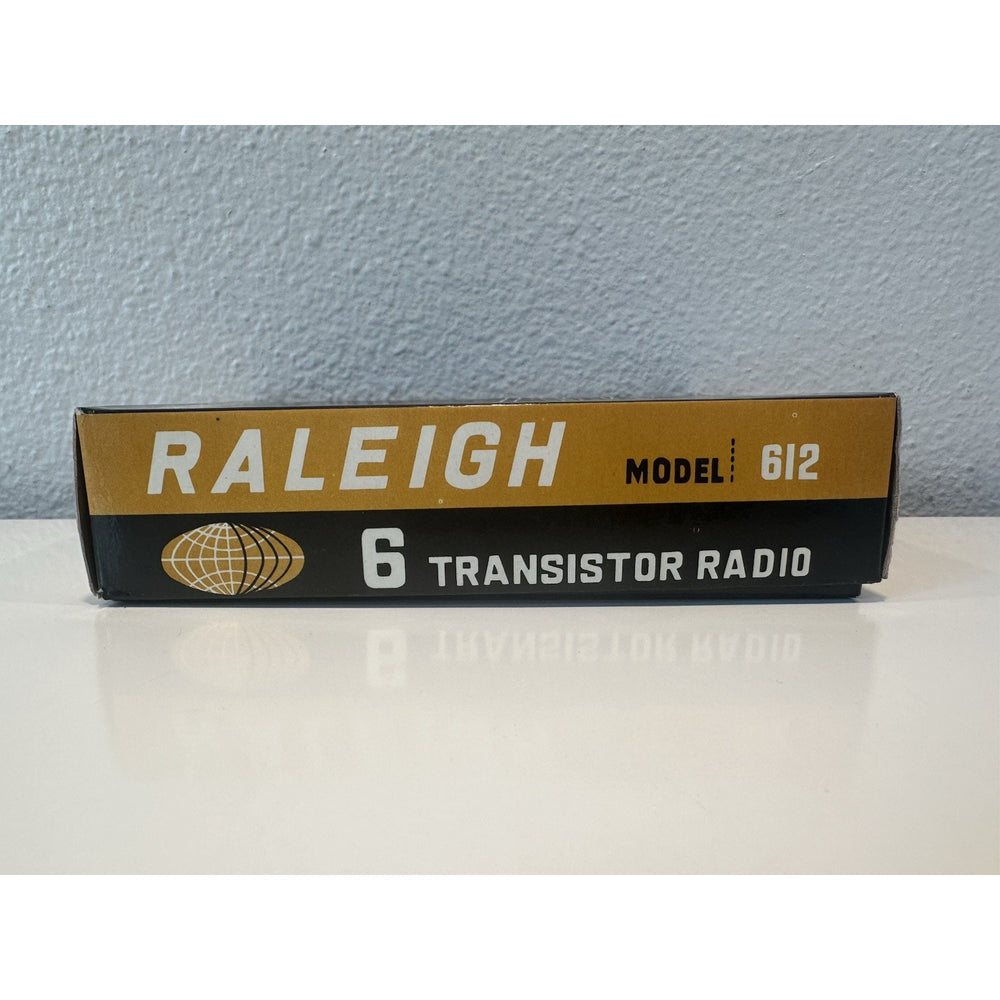 RALEIGH MODEL 612
6 TRANSISTOR RADIO